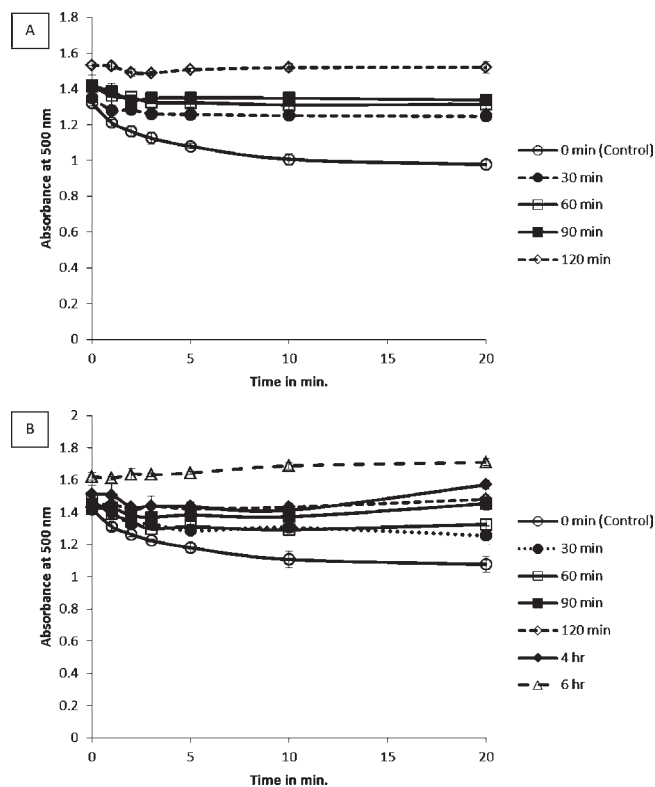 A
1.8
1.6
1.4
1.2
1
0.8
0.6
0.4
0.2
0
Absorbance at 500 nm
0 5 10 15 20
Time in min.
0 min (Control)
30 min
60 min
90 min
120 min
B
2
1.8
1.6
1.4
1.2
1
0.8
0.6
0.4
0.2
0
Absorbance at 500 nm
0 5 10 15 20
Time in min.
0 min (Control)
30 min
60 min
90 min
120 min
4 hr
6 hr